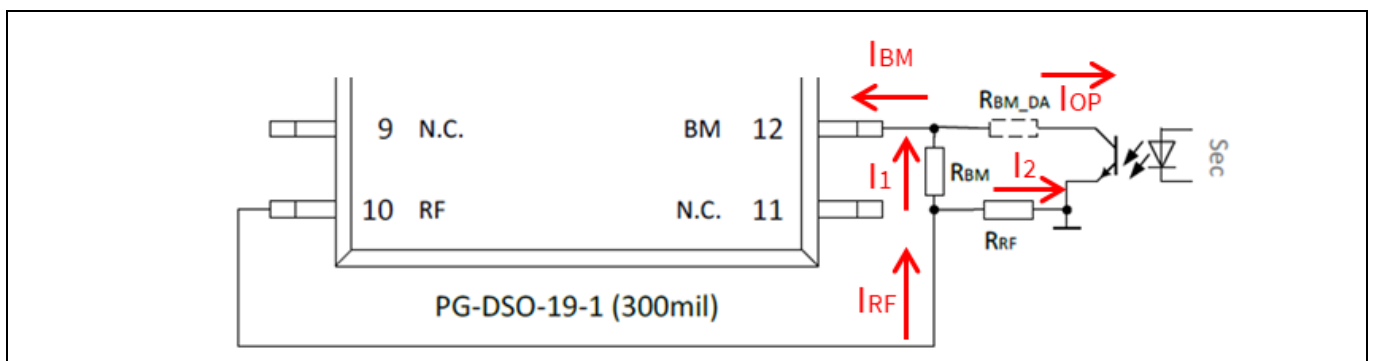 IBM
RBM_DA IOP
9 N.C. BM 12
I1 RBM I2
Sec
10 RF N.C. 11
RRF
IRF
PG-DSO-19-1 (300mil)